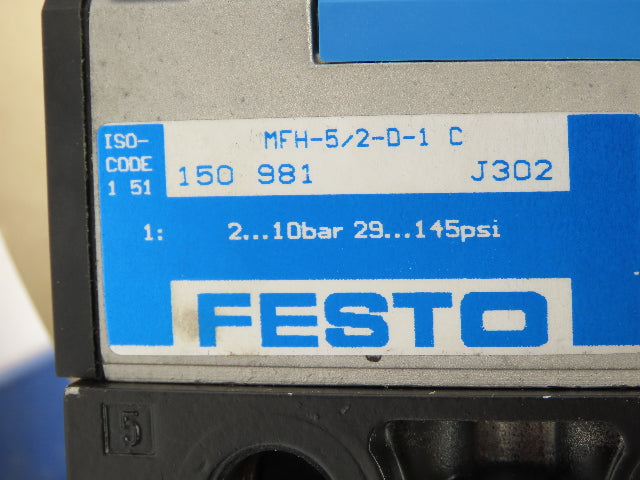 ISO-
CODE
1 51
MFH-5/2-D-1 C
150 981 J302
1: 2...10bar 29...145psi
FESTO
5